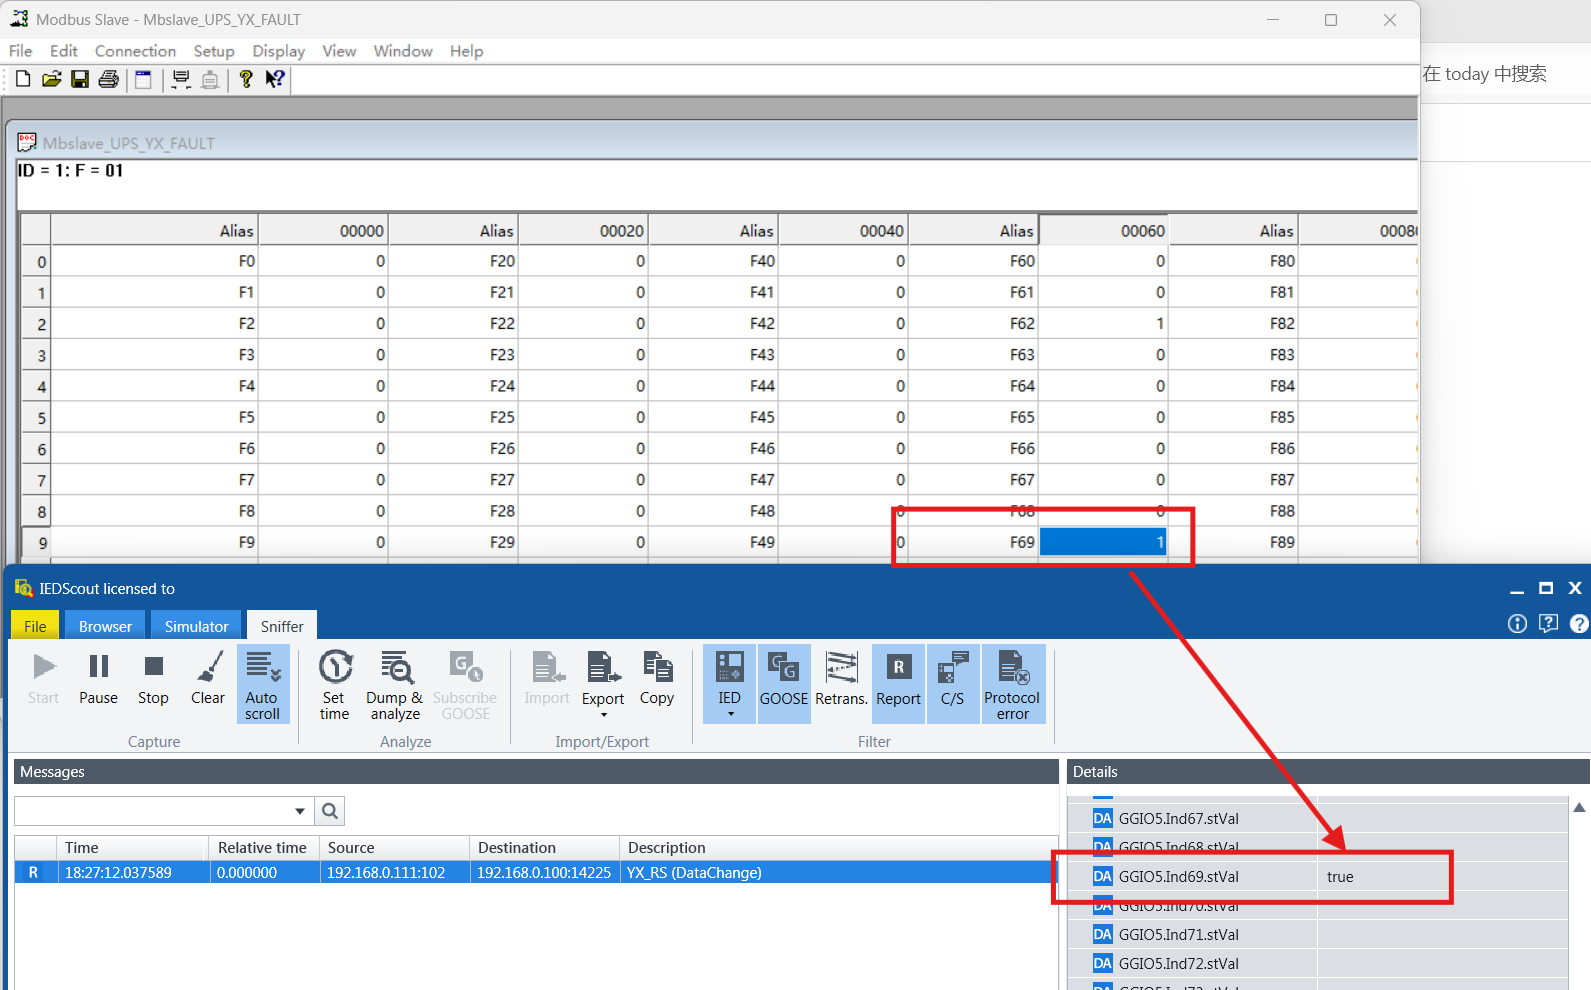 Modbus Slave - Mbslave_UPS_YX_FAULT
File Edit Connection Setup Display View Window Help
在 today 中搜索
Mbslave_UPS_YX_FAULT
ID = 1: F = 01
Alias 00000 Alias 00020 Alias 00040 Alias 00060 Alias 0008
0 F0 0 F20 0 F40 0 F60 0 F80
1 F1 0 F21 0 F41 0 F61 0 F81
2 F2 0 F22 0 F42 0 F62 1 F82
3 F3 0 F23 0 F43 0 F63 0 F83
4 F4 0 F24 0 F44 0 F64 0 F84
5 F5 0 F25 0 F45 0 F65 0 F85
6 F6 0 F26 0 F46 0 F66 0 F86
7 F7 0 F27 0 F47 0 F67 0 F87
8 F8 0 F28 0 F48 0 F68 0 F88
9 F9 0 F29 0 F49 0 F69 1 F89
IEDScout licensed to
File Browser Simulator Sniffer
Start Pause Stop Clear Auto scroll Set time Dump & analyze Subscribe GOOSE Import Export Copy IED GOOSE Retrans. Report C/S Protocol error
Capture Analyze Import/Export Filter
Messages
Time Relative time Source Destination Description
R 18:27:12.037589 0.000000 192.168.0.111:102 192.168.0.100:14225 YX_RS (DataChange)
Details
DA GGIO5.Ind67.stVal
DA GGIO5.Ind68.stVal
DA GGIO5.Ind69.stVal true
DA GGIO5.Ind70.stVal
DA GGIO5.Ind71.stVal
DA GGIO5.Ind72.stVal